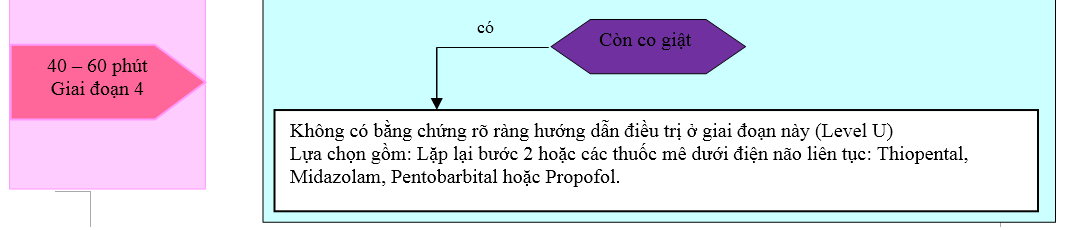 có
Còn co giật
40 – 60 phút
Giai đoạn 4
Không có bằng chứng rõ ràng hướng dẫn điều trị ở giai đoạn này (Level U)
Lựa chọn gồm: Lặp lại bước 2 hoặc các thuốc mê dưới điện não liên tục: Thiopental,
Midazolam, Pentobarbital hoặc Propofol.